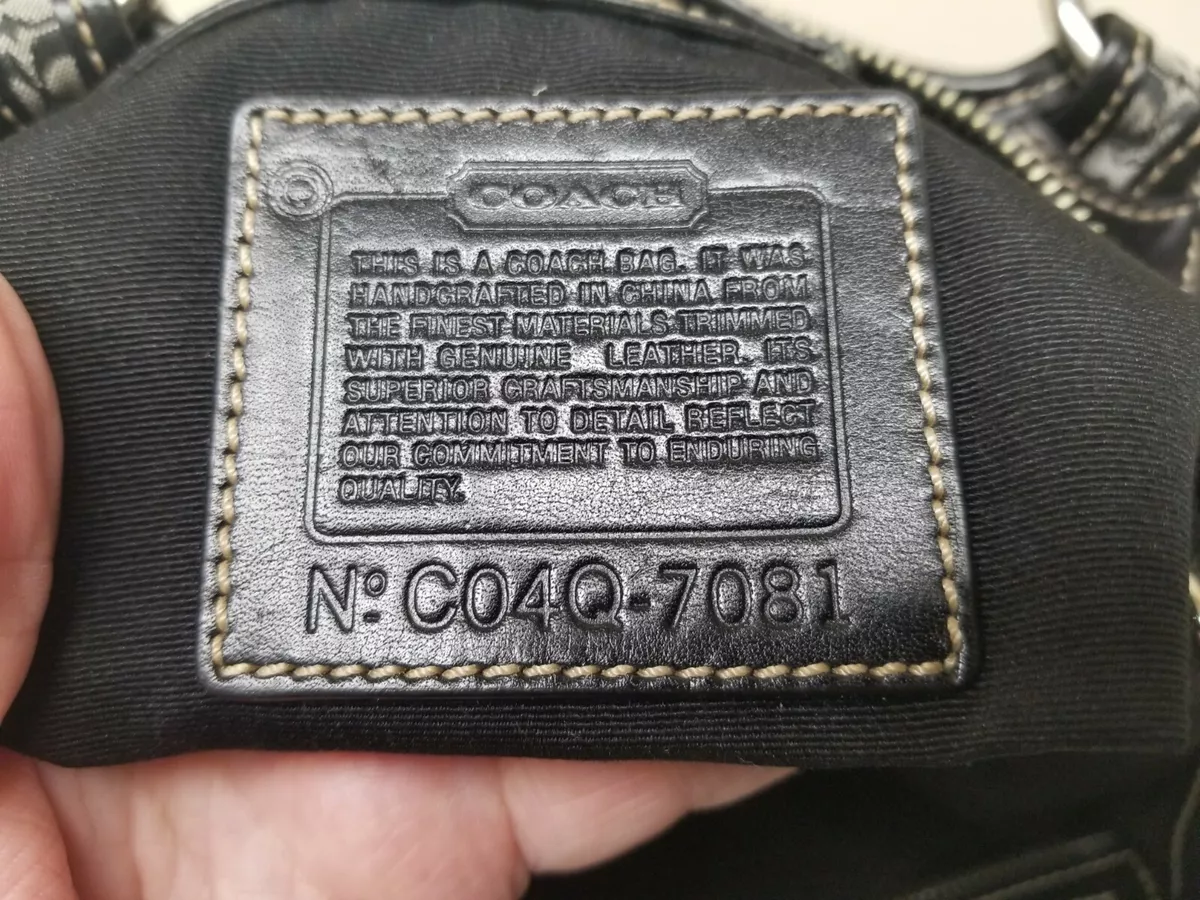 COACH
THIS IS A COACH BAG. IT WAS
HANDCRAFTED IN CHINA FROM
THE FINEST MATERIALS TRIMMED
WITH GENUINE LEATHER. ITS
SUPERIOR CRAFTSMANSHIP AND
ATTENTION TO DETAIL REFLECT
OUR COMMITMENT TO ENDURING
QUALITY.
Nº C04Q-7081